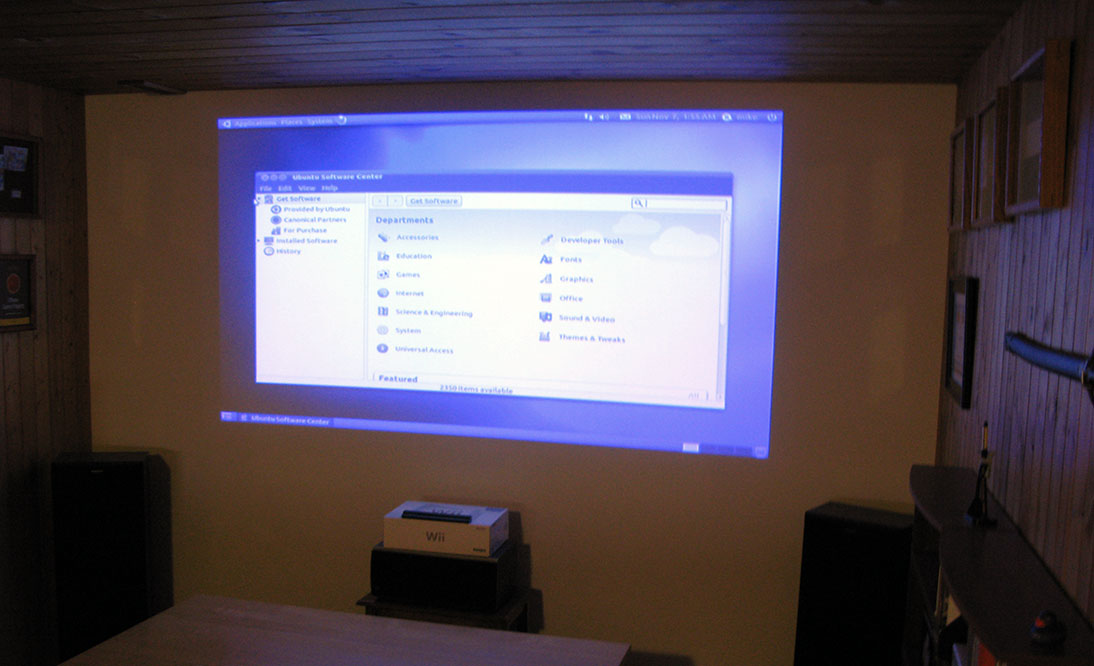 Applications Places System
Sun Nov 7, 1:53 AM mike
Ubuntu Software Center
File Edit View Help
Get Software
Provided by Ubuntu
Canonical Partners
For Purchase
Installed Software
History
Get Software
Departments
Accessories
Education
Games
Internet
Science & Engineering
System
Universal Access
Developer Tools
Fonts
Graphics
Office
Sound & Video
Themes & Tweaks
Featured
All
2350 items available
Ubuntu Software Center
Wii